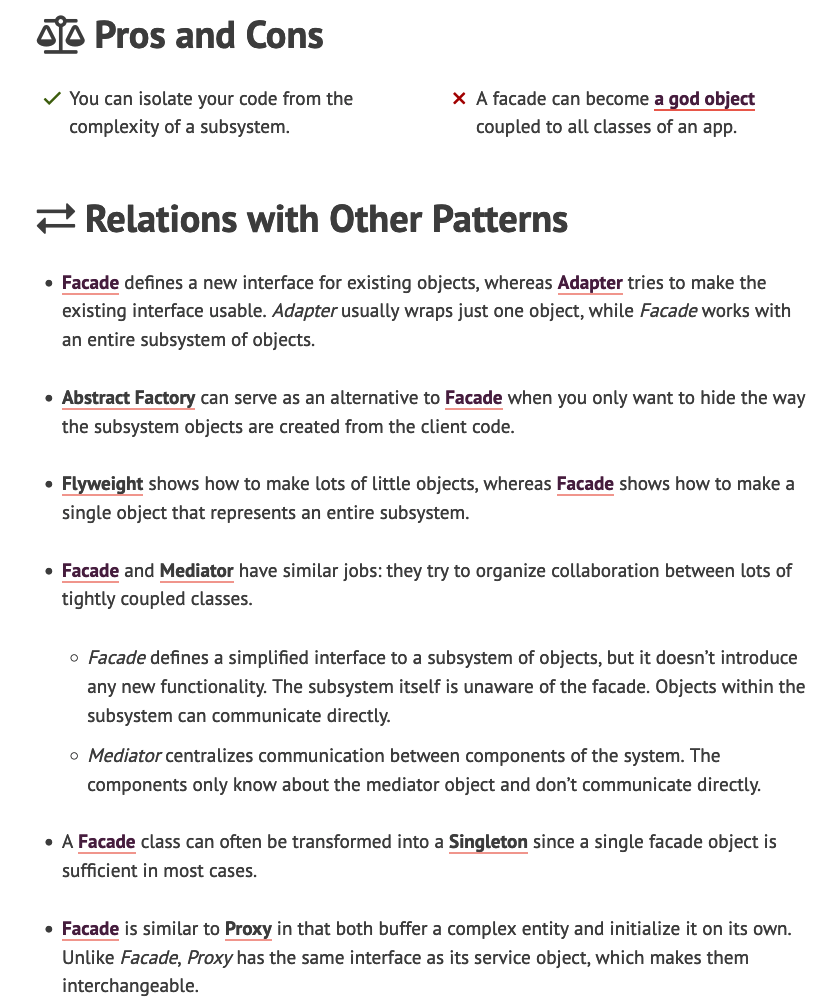 Pros and Cons
You can isolate your code from the
complexity of a subsystem.
A facade can become a god object
coupled to all classes of an app.
Relations with Other Patterns
Facade defines a new interface for existing objects, whereas Adapter tries to make the
existing interface usable. Adapter usually wraps just one object, while Facade works with
an entire subsystem of objects.
Abstract Factory can serve as an alternative to Facade when you only want to hide the way
the subsystem objects are created from the client code.
Flyweight shows how to make lots of little objects, whereas Facade shows how to make a
single object that represents an entire subsystem.
Facade and Mediator have similar jobs: they try to organize collaboration between lots of
tightly coupled classes.
Facade defines a simplified interface to a subsystem of objects, but it doesn’t introduce
any new functionality. The subsystem itself is unaware of the facade. Objects within the
subsystem can communicate directly.
Mediator centralizes communication between components of the system. The
components only know about the mediator object and don’t communicate directly.
A Facade class can often be transformed into a Singleton since a single facade object is
sufficient in most cases.
Facade is similar to Proxy in that both buffer a complex entity and initialize it on its own.
Unlike Facade, Proxy has the same interface as its service object, which makes them
interchangeable.